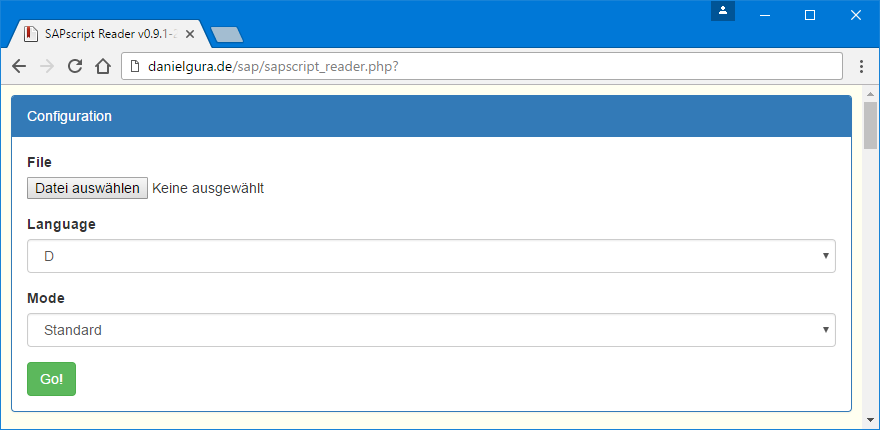 SAPscript Reader v0.9.1-
danielgura.de/sap/sapscript_reader.php?
Configuration
File
Datei auswählen Keine ausgewählt
Language
D
Mode
Standard
Go!